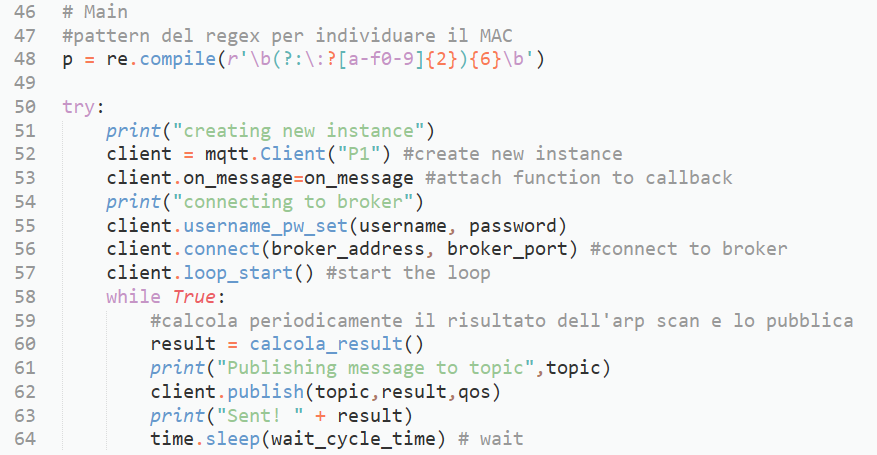 46 # Main
47 #pattern del regex per individuare il MAC
48 p = re.compile(r'\b(?:\:?[a-f0-9]{2}){6}\b')
49
50 try:
51     print("creating new instance")
52     client = mqtt.Client("P1") #create new instance
53     client.on_message=on_message #attach function to callback
54     print("connecting to broker")
55     client.username_pw_set(username, password)
56     client.connect(broker_address, broker_port) #connect to broker
57     client.loop_start() #start the loop
58     while True:
59         #calcola periodicamente il risultato dell'arp scan e lo pubblica
60         result = calcola_result()
61         print("Publishing message to topic",topic)
62         client.publish(topic,result,qos)
63         print("Sent! " + result)
64         time.sleep(wait_cycle_time) # wait